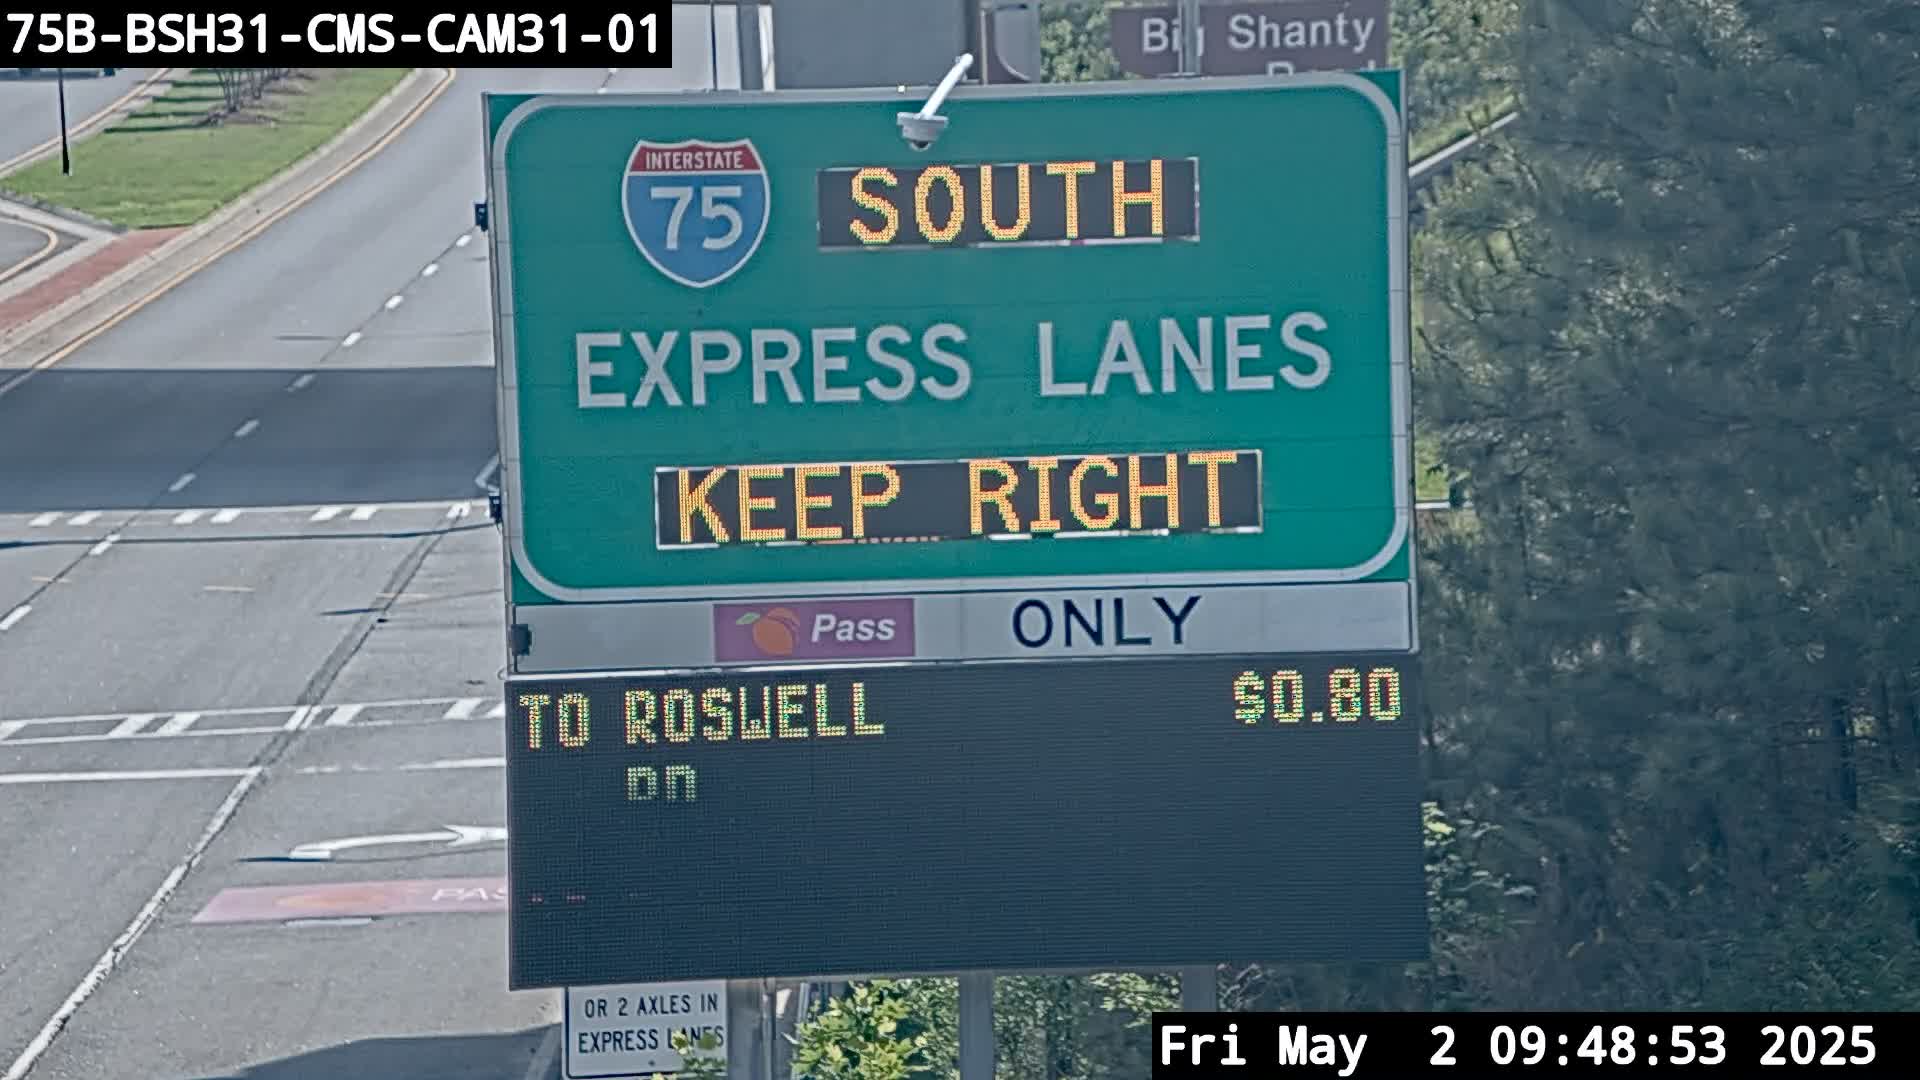 75B-BSH31-CMS-CAM31-01
Big Shanty
INTERSTATE
75
SOUTH
EXPRESS LANES
KEEP RIGHT
Pass
ONLY
TO ROSWELL $0.80
OR 2 AXLES IN
EXPRESS LANES
Fri May 2 09:48:53 2025